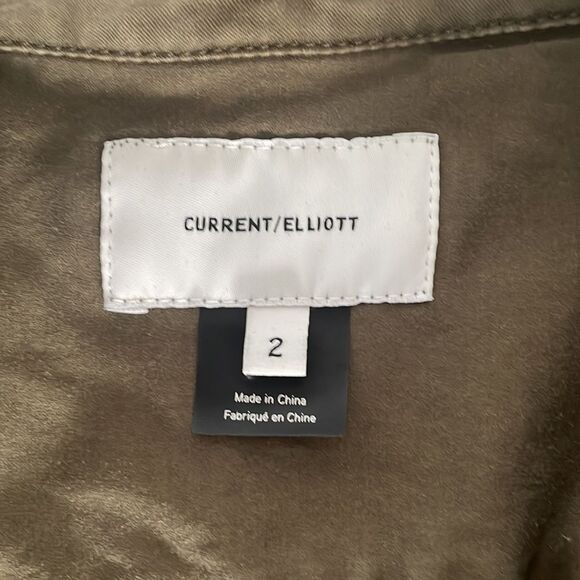 CURRENT/ELLIOTT
2
Made in China
Fabriqué en Chine